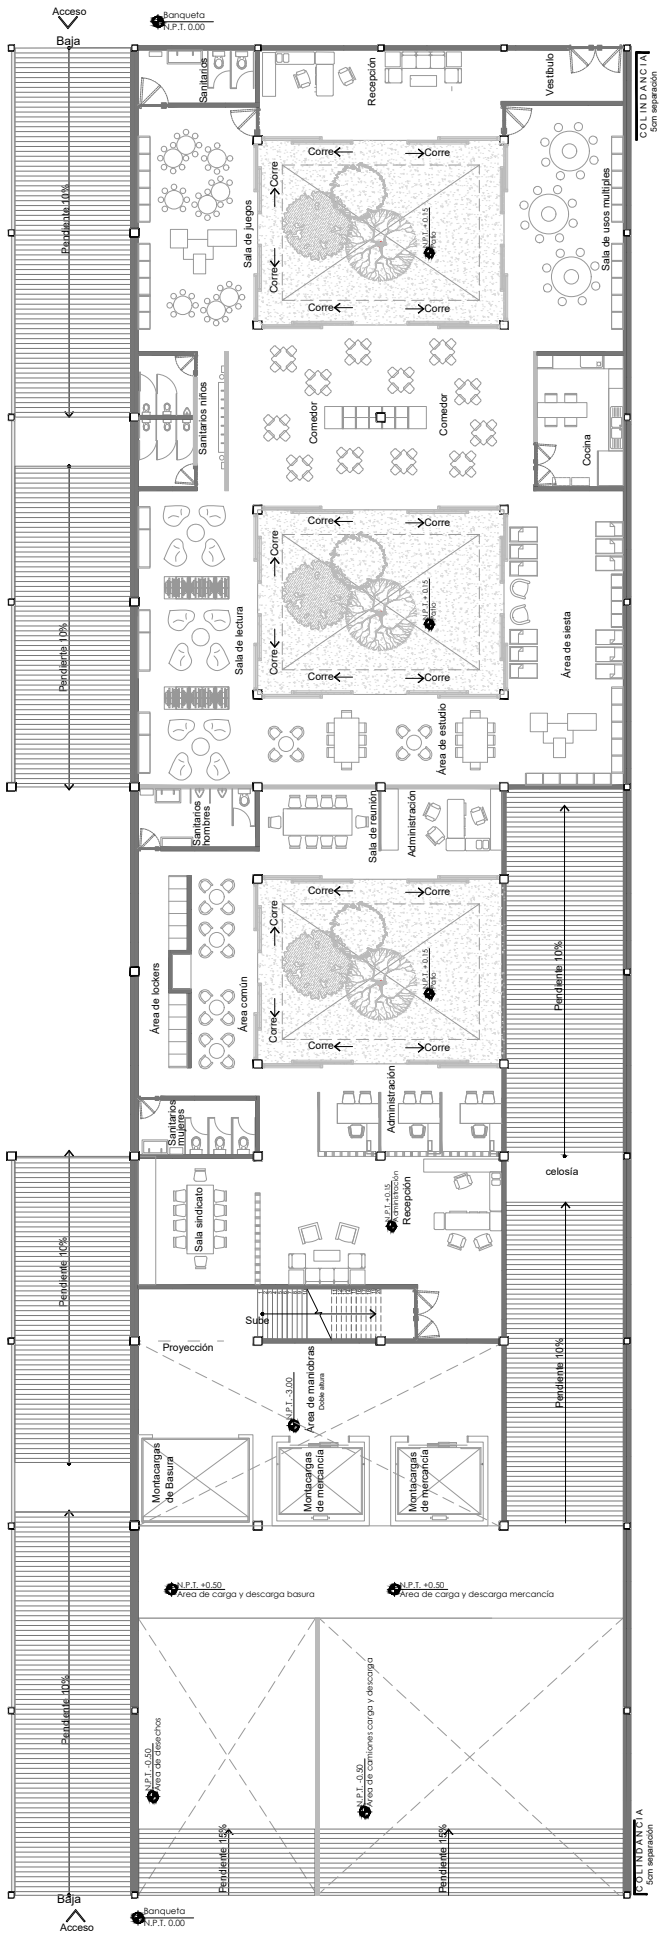 Acceso
Baja
Banqueta
N.P.T. 0.00
Sanitarios
Recepción
Vestíbulo
COLINDANCIA
5cm separación
Pendiente 10%
Sala de juegos
Corre
Corre
Corre
Corre
Corre
Corre
N.P.T. + 0.15
Patio
Sala de usos multiples
Sanitarios niños
Comedor
Comedor
Cocina
Pendiente 10%
Sala de lectura
Corre
Corre
Corre
Corre
Corre
Corre
N.P.T. + 0.15
Patio
Área de siesta
Área de estudio
Sanitarios
hombres
Sala de reunión
Administración
Área de lockers
Área común
Corre
Corre
Corre
Corre
Corre
Corre
N.P.T. + 0.15
Patio
Pendiente 10%
Sanitarios
mujeres
Administración
celosía
Sala sindicato
N.P.T. + 0.15
Administración
Recepción
Pendiente 10%
Sube
Pendiente 10%
Proyección
N.P.T. -3.00
Área de maniobras
Doble altura
Montacargas
de Basura
Montacargas
de mercancía
Montacargas
de mercancía
N.P.T. +0.50
Área de carga y descarga basura
N.P.T. +0.50
Área de carga y descarga mercancía
Pendiente 10%
N.P.T. -0.50
Área de desechos
N.P.T. -0.50
Área de camiones carga y descarga
Pendiente 15%
Pendiente 15%
COLINDANCIA
5cm separación
Baja
Acceso
Banqueta
N.P.T. 0.00